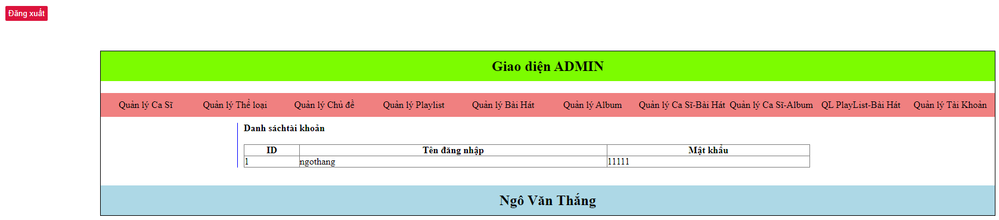 Đăng xuất
Giao diện ADMIN
Quản lý Ca Sĩ Quản lý Thể loại Quản lý Chủ đề Quản lý Playlist Quản lý Bài Hát Quản lý Album Quản lý Ca Sĩ-Bài Hát Quản lý Ca Sĩ-Album QL PlayList-Bài Hát Quản lý Tài Khoản
Danh sáchtài khoản
ID Tên đăng nhập Mật khẩu
1 ngothang 11111
Ngô Văn Thắng